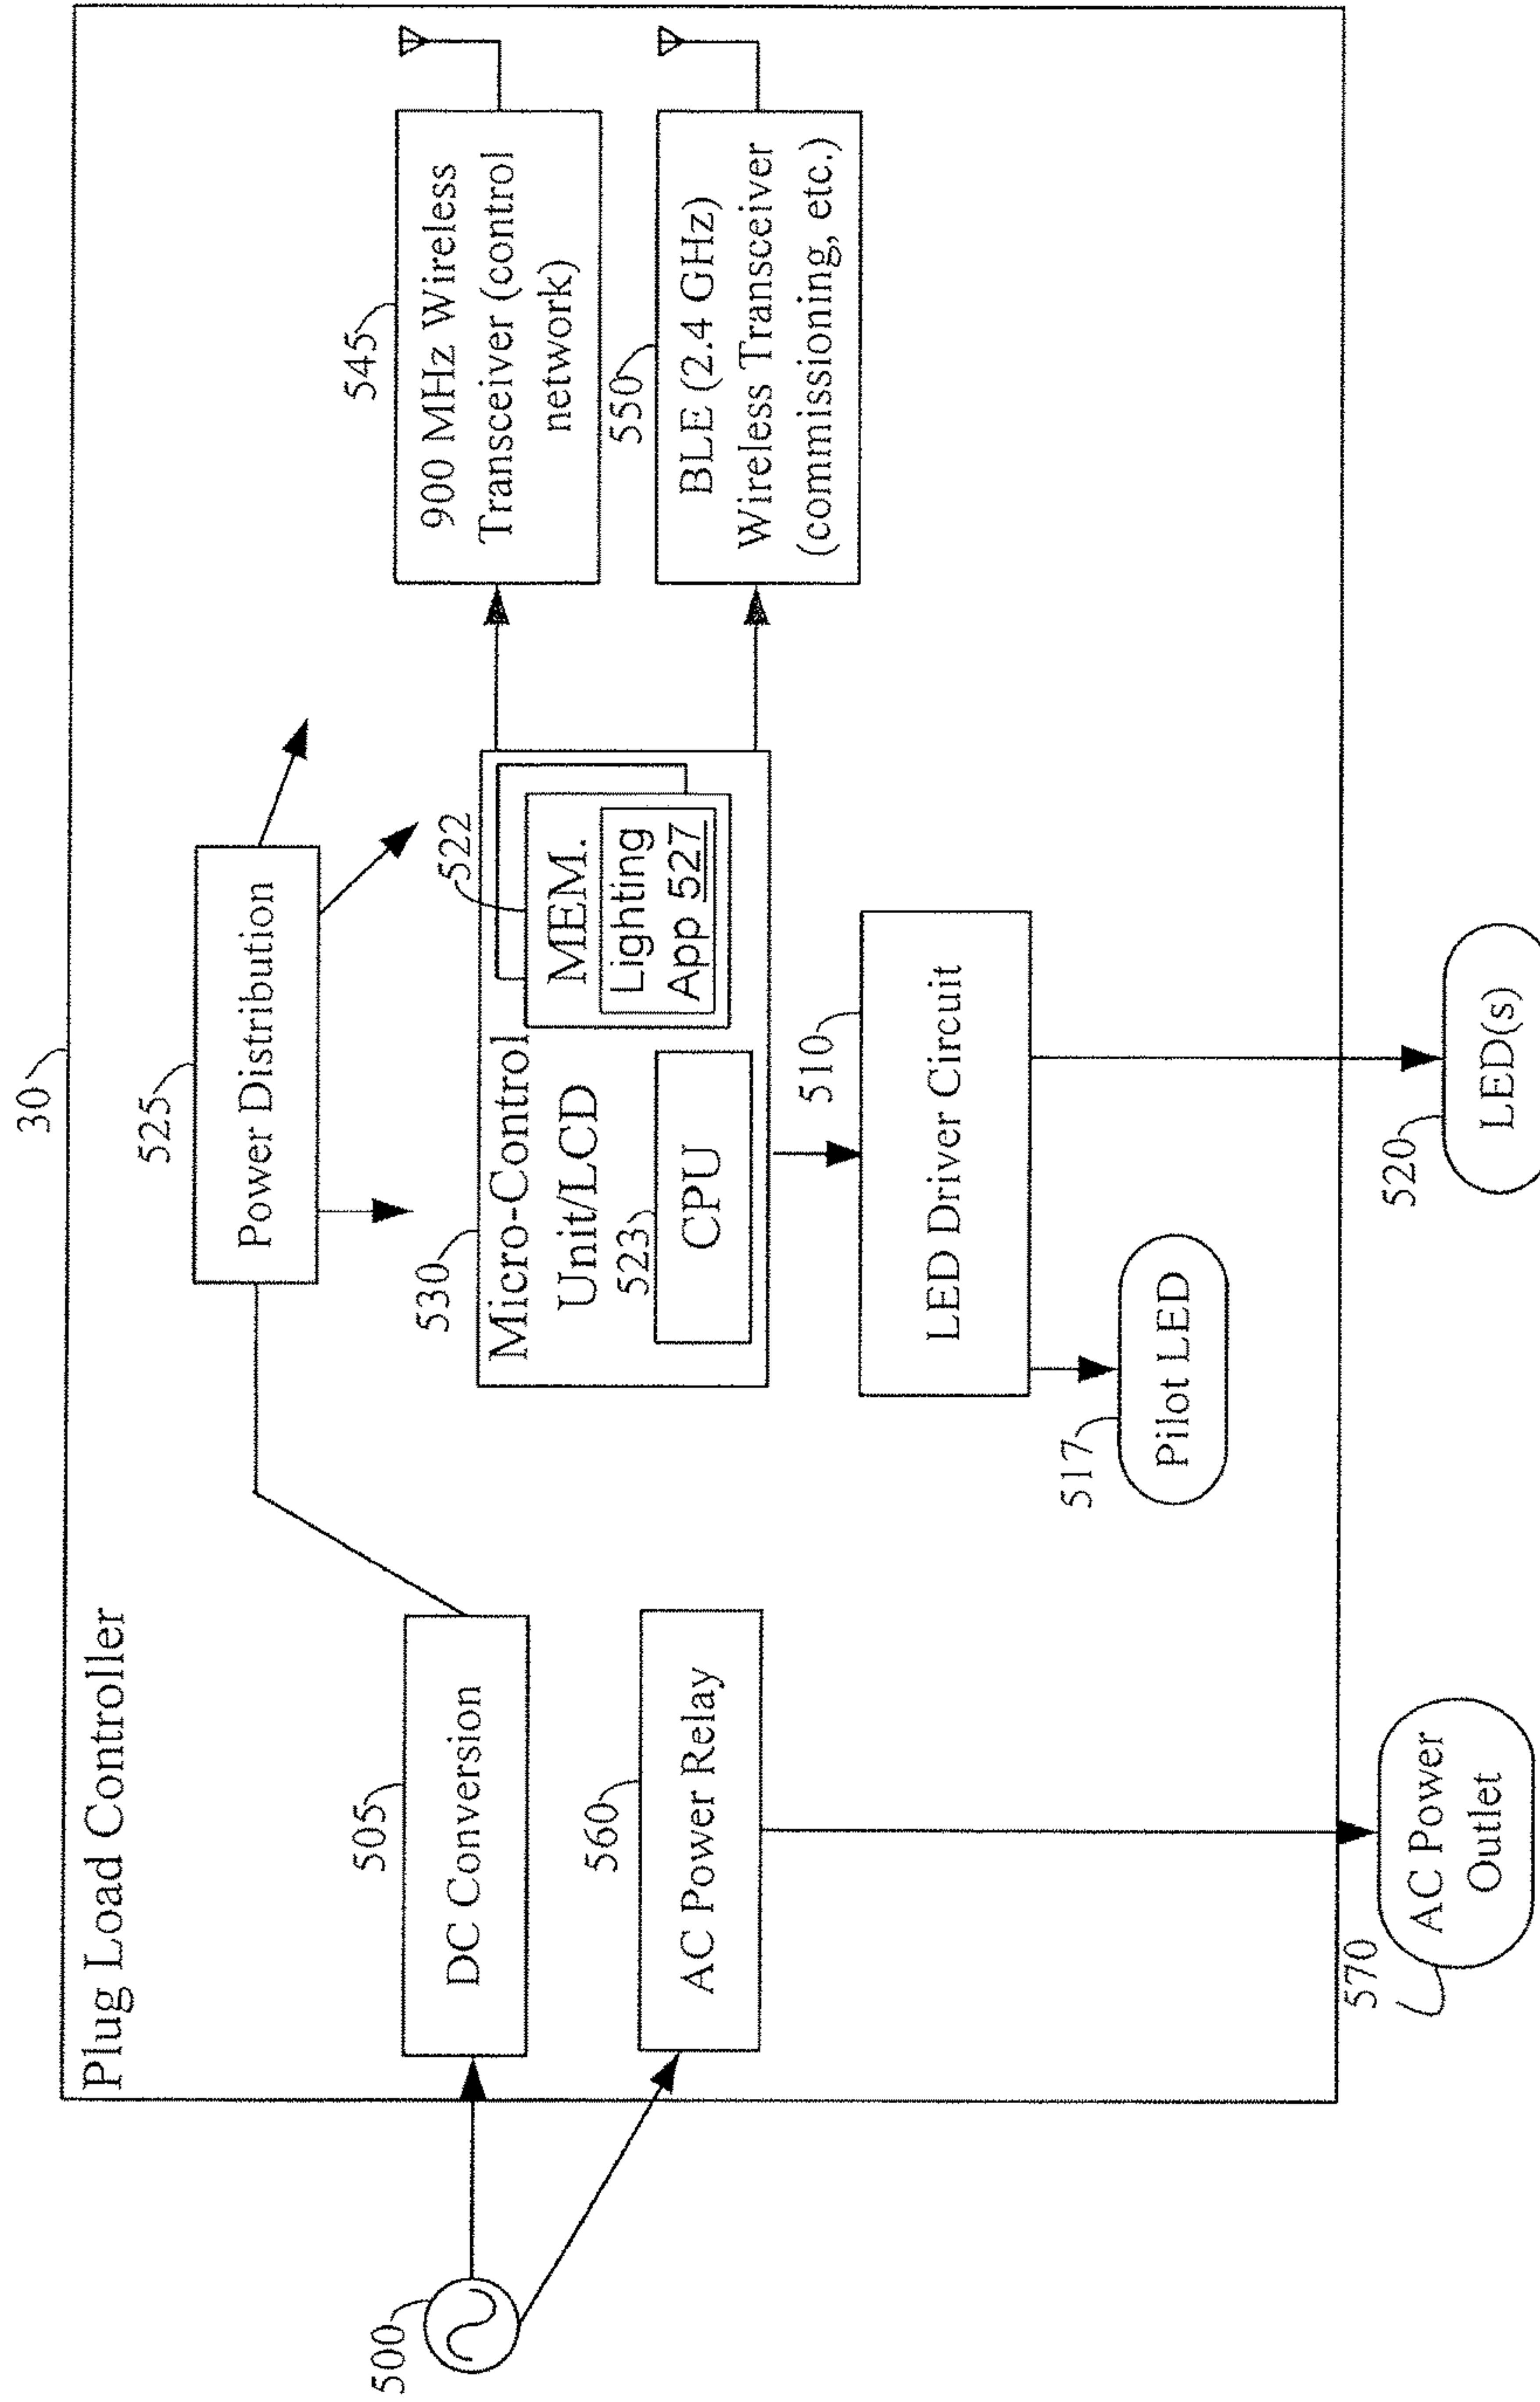 30
Plug Load Controller
525
Power Distribution
500
505
DC Conversion
560
AC Power Relay
530
Micro-Control
Unit/LCD
523
CPU
522
MEM.
Lighting
App 527
545
900 MHz Wireless
Transceiver (control
network)
550
BLE (2.4 GHz)
Wireless Transceiver
(commissioning, etc.)
510
LED Driver Circuit
517
Pilot LED
520
LED(s)
570
AC Power
Outlet